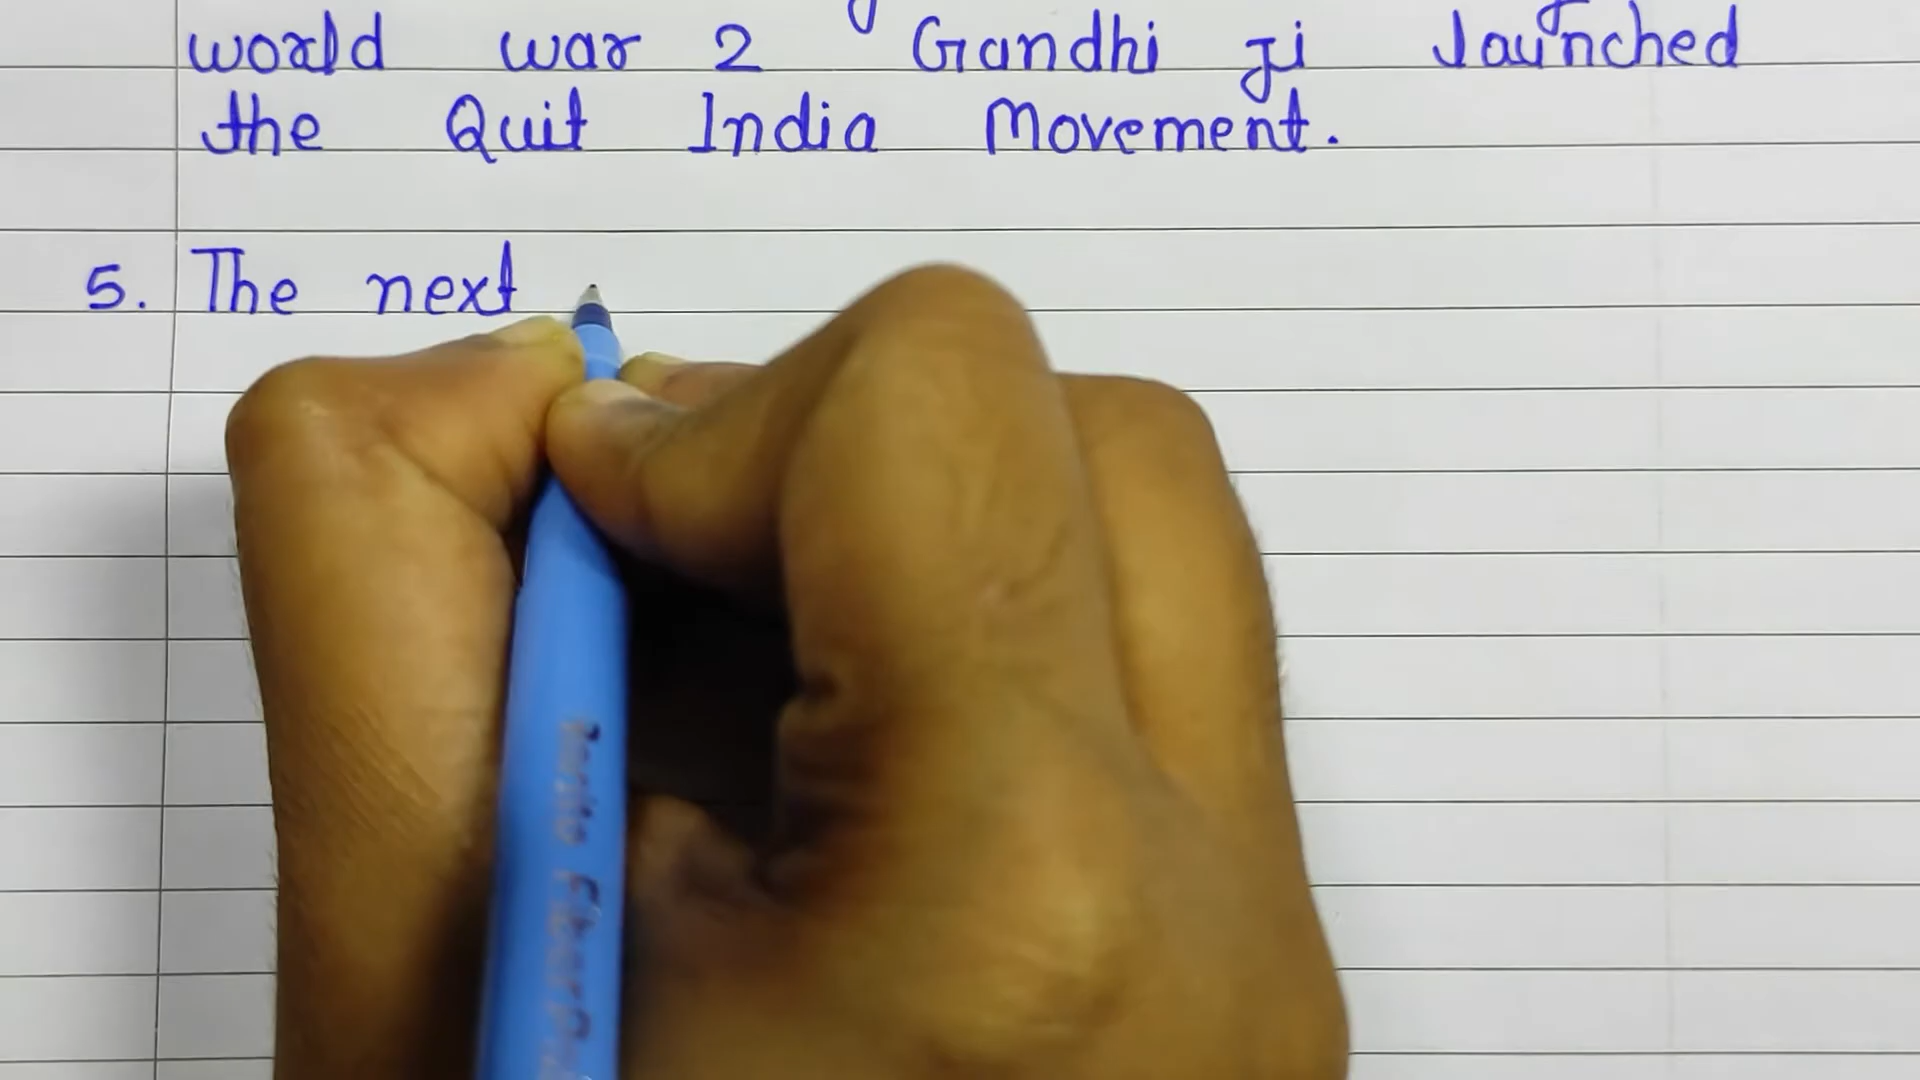 world war 2 Gandhi ji launched
the Quit India Movement.
5. The next